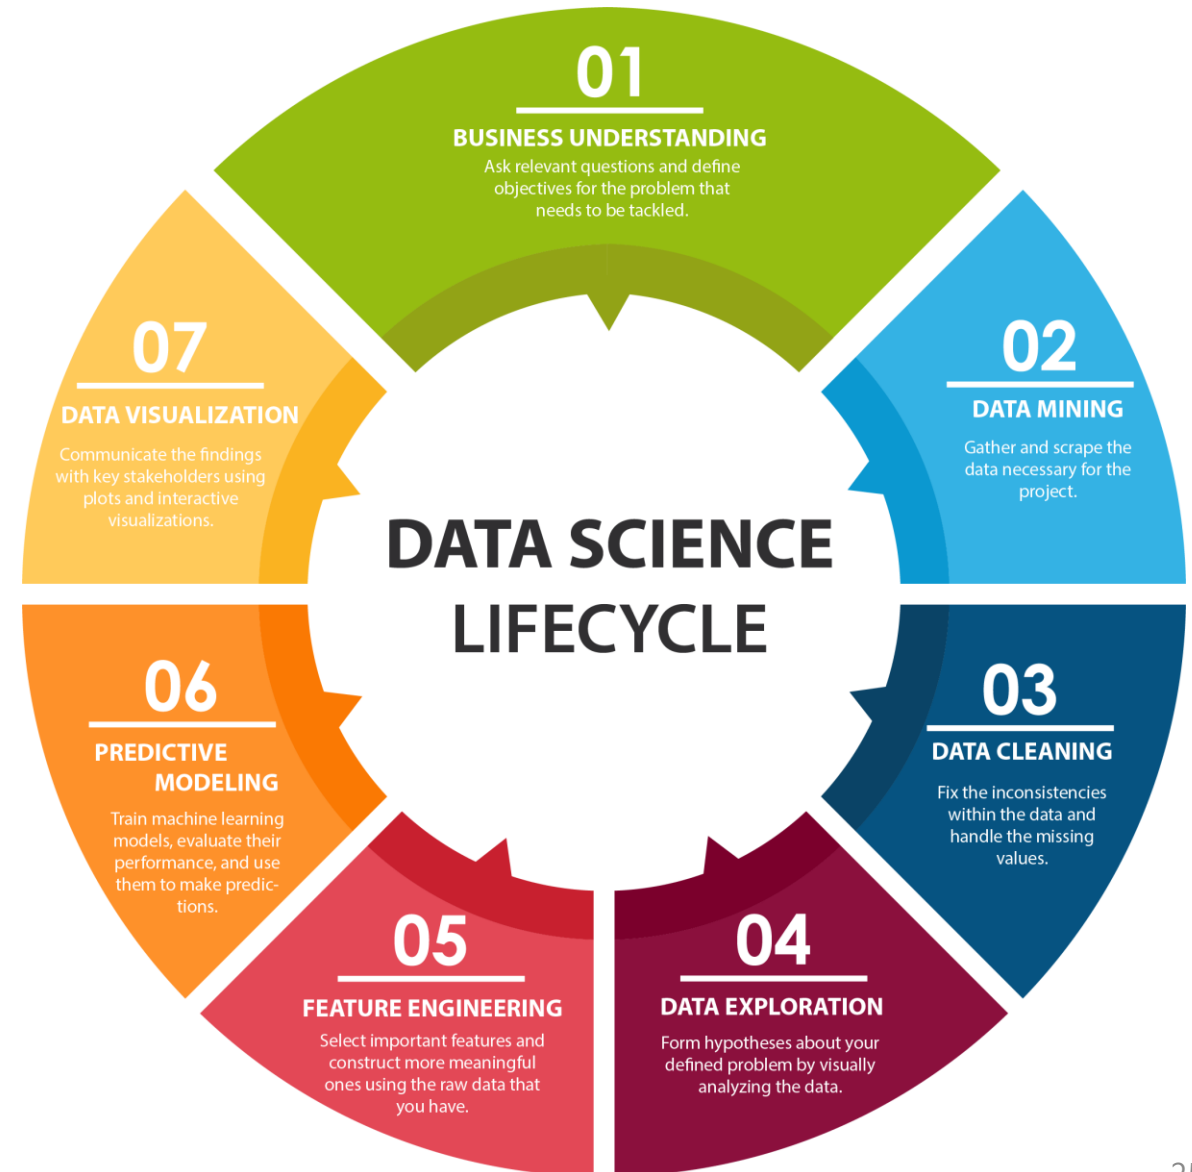 01
BUSINESS UNDERSTANDING
Ask relevant questions and define
objectives for the problem that
needs to be tackled.
02
DATA MINING
Gather and scrape the
data necessary for the
project.
03
DATA CLEANING
Fix the inconsistencies
within the data and
handle the missing
values.
04
DATA EXPLORATION
Form hypotheses about your
defined problem by visually
analyzing the data.
05
FEATURE ENGINEERING
Select important features and
construct more meaningful
ones using the raw data that
you have.
06
PREDICTIVE
MODELING
Train machine learning
models, evaluate their
performance, and use
them to make predic-
tions.
07
DATA VISUALIZATION
Communicate the findings
with key stakeholders using
plots and interactive
visualizations.
DATA SCIENCE
LIFECYCLE